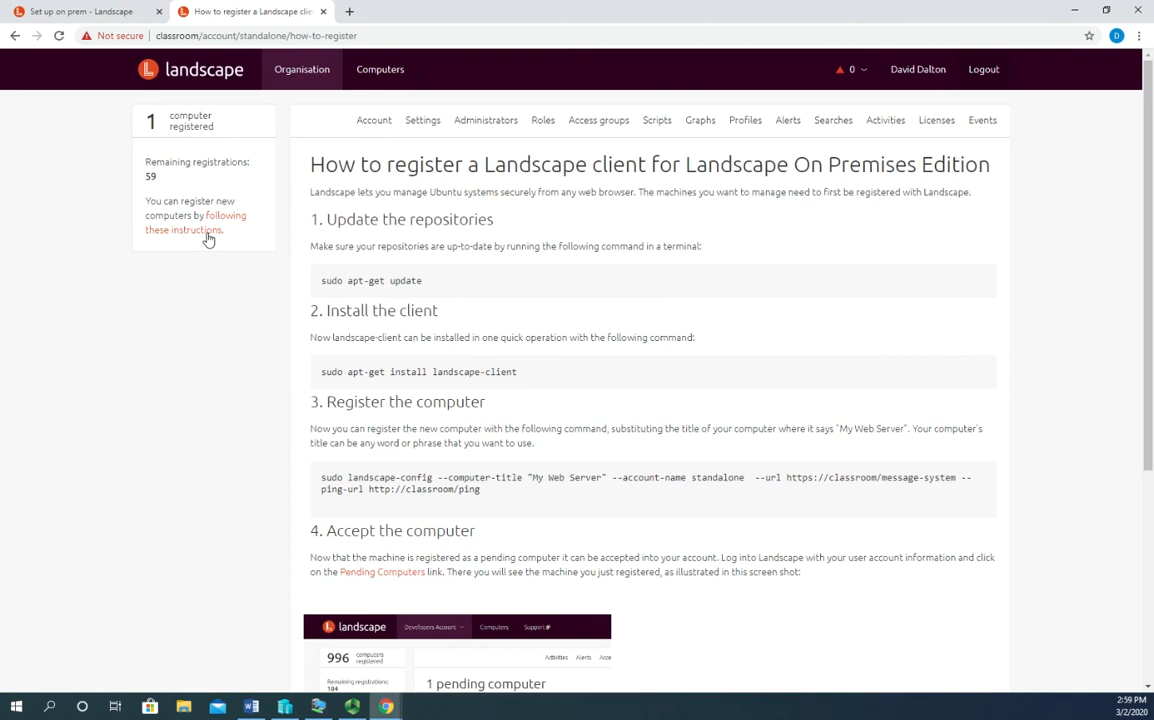 Set up on prem - Landscape
How to register a Landscape clie
Not secure
classroom/account/standalone/how-to-register
D
landscape
Organisation
Computers
0
David Dalton
Logout
1
computer
registered
Remaining registrations:
59
You can register new
computers by following
these instructions.
Account
Settings
Administrators
Roles
Access groups
Scripts
Graphs
Profiles
Alerts
Searches
Activities
Licenses
Events
How to register a Landscape client for Landscape On Premises Edition
Landscape lets you manage Ubuntu systems securely from any web browser. The machines you want to manage need to first be registered with Landscape.
1. Update the repositories
Make sure your repositories are up-to-date by running the following command in a terminal:
sudo apt-get update
2. Install the client
Now landscape-client can be installed in one quick operation with the following command:
sudo apt-get install landscape-client
3. Register the computer
Now you can register the new computer with the following command, substituting the title of your computer where it says "My Web Server". Your computer's
title can be any word or phrase that you want to use.
sudo landscape-config --computer-title "My Web Server" --account-name standalone  --url https://classroom/message-system --
ping-url http://classroom/ping
4. Accept the computer
Now that the machine is registered as a pending computer it can be accepted into your account. Log into Landscape with your user account information and click
on the Pending Computers link. There you will see the machine you just registered, as illustrated in this screen shot:
landscape
Developers Account
Computers
Support
996
computers
registered
Activities
Alerts
Acce
Remaining registrations:
104
1 pending computer
2:59 PM
3/2/2020